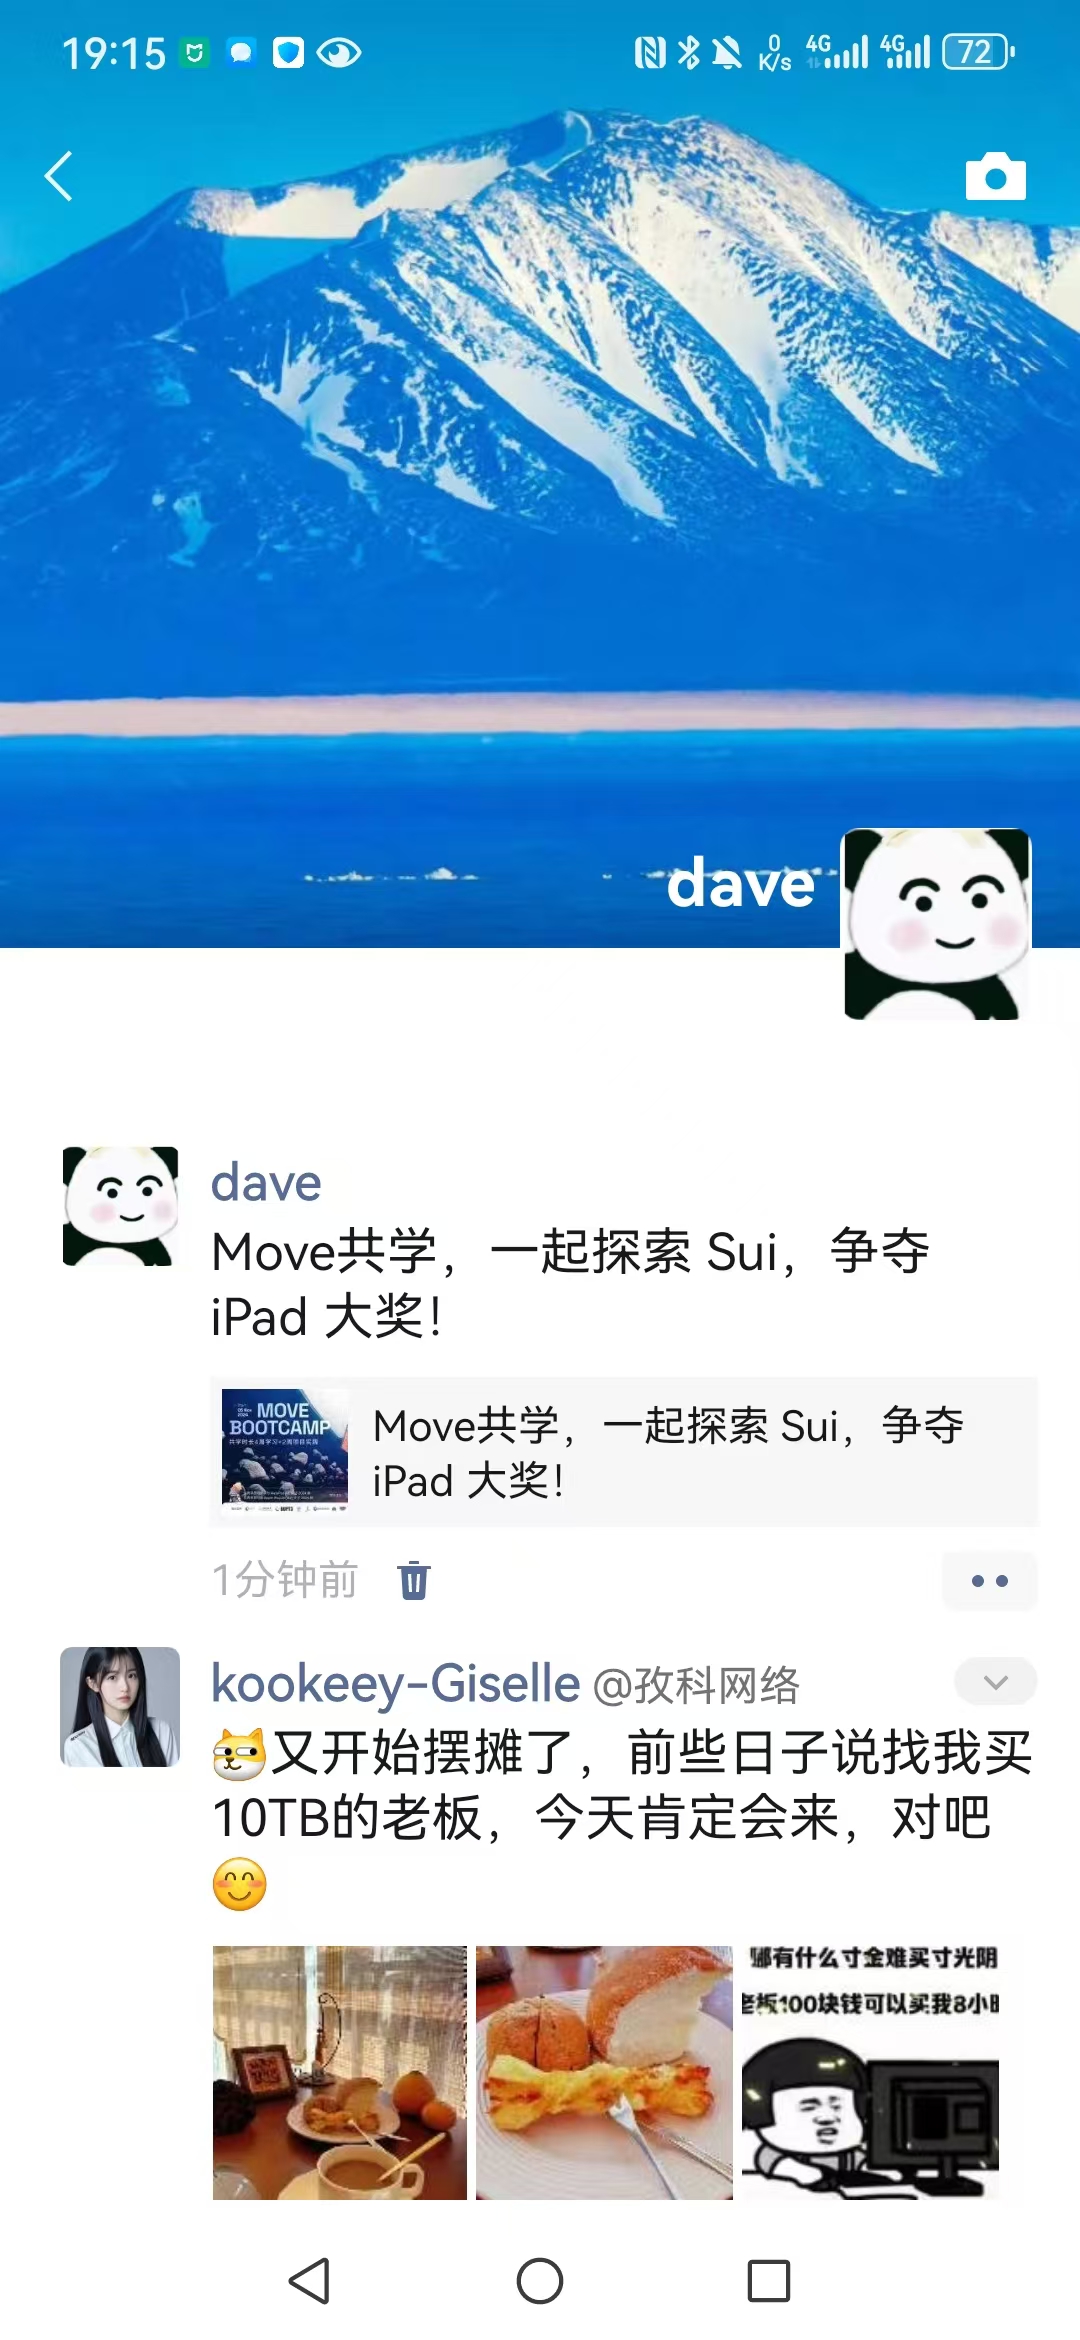 19:15
0
K/s
4G
4G
72
dave
dave
Move共学，一起探索 Sui，争夺
iPad 大奖！
MOVE
BOOTCAMP
Move共学，一起探索 Sui，争夺
iPad 大奖！
1分钟前
kookeey-Giselle @孜科网络
又开始摆摊了，前些日子说找我买
10TB的老板，今天肯定会来，对吧
哪有什么寸金难买寸光阴
老板100块钱可以买我8小时